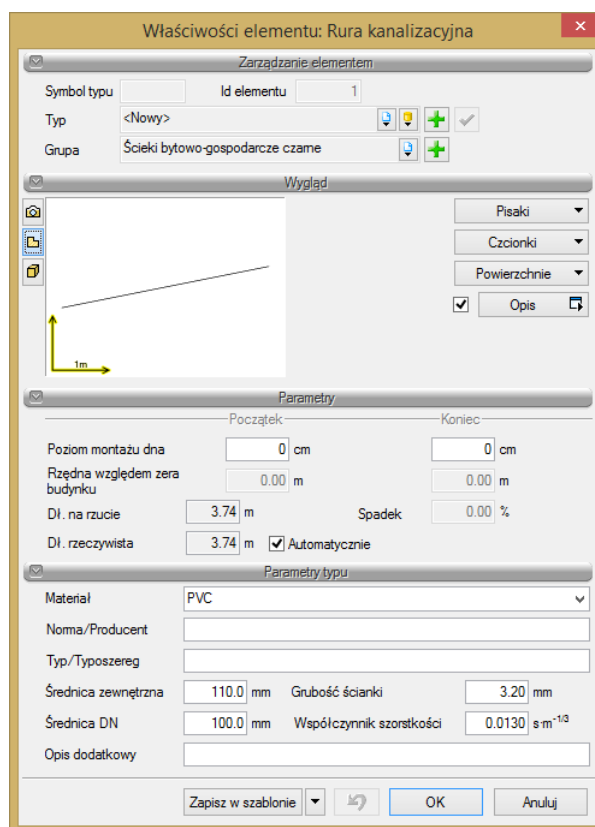 Właściwości elementu: Rura kanalizacyjna
Zarządzanie elementem
Symbol typu Id elementu 1
Typ <Nowy>
Grupa Ścieki bytowo-gospodarcze czarne
Wygląd
Pisaki
Czcionki
Powierzchnie
Opis
1m
Parametry
Początek Koniec
Poziom montażu dna 0 cm 0 cm
Rzędna względem zera
budynku 0.00 m 0.00 m
Dł. na rzucie 3.74 m Spadek 0.00 %
Dł. rzeczywista 3.74 m Automatycznie
Parametry typu
Materiał PVC
Norma/Producent
Typ/Typoszereg
Średnica zewnętrzna 110.0 mm Grubość ścianki 3.20 mm
Średnica DN 100.0 mm Współczynnik szorstkości 0.0130 s·m-1/3
Opis dodatkowy
Zapisz w szablonie OK Anuluj